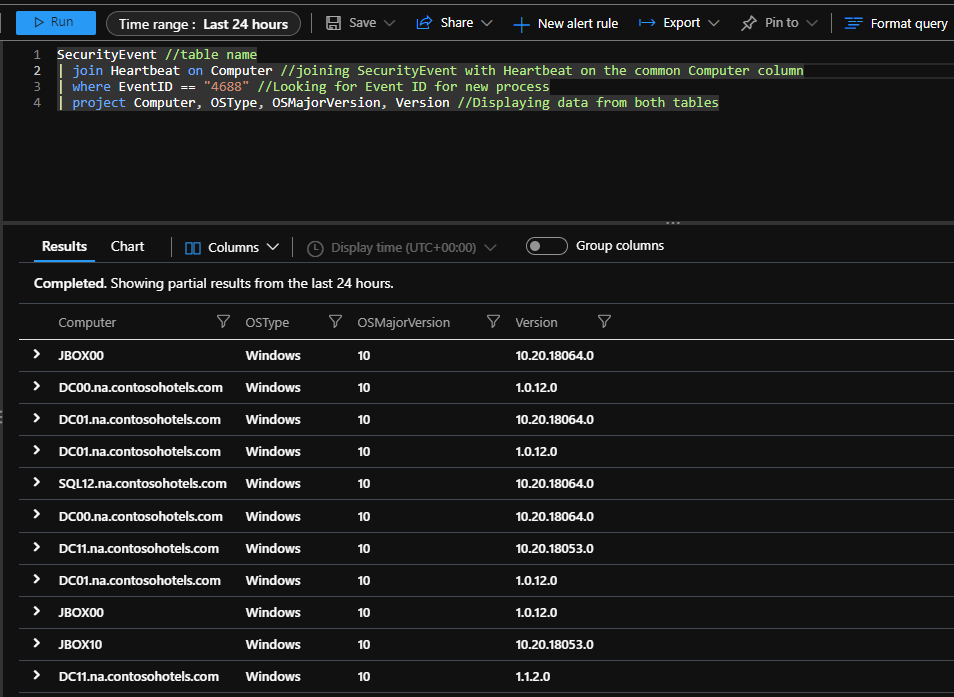 Run Time range : Last 24 hours Save Share New alert rule Export Pin to Format query
1 SecurityEvent //table name
2 | join Heartbeat on Computer //joining SecurityEvent with Heartbeat on the common Computer column
3 | where EventID == "4688" //Looking for Event ID for new process
4 | project Computer, OSType, OSMajorVersion, Version //Displaying data from both tables
Results Chart Columns Display time (UTC+00:00) Group columns
Completed. Showing partial results from the last 24 hours.
Computer OSType OSMajorVersion Version
JBOX00 Windows 10 10.20.18064.0
DC00.na.contosohotels.com Windows 10 1.0.12.0
DC01.na.contosohotels.com Windows 10 10.20.18064.0
DC01.na.contosohotels.com Windows 10 1.0.12.0
SQL12.na.contosohotels.com Windows 10 10.20.18064.0
DC00.na.contosohotels.com Windows 10 10.20.18064.0
DC11.na.contosohotels.com Windows 10 10.20.18053.0
DC01.na.contosohotels.com Windows 10 1.0.12.0
JBOX00 Windows 10 1.0.12.0
JBOX10 Windows 10 10.20.18053.0
DC11.na.contosohotels.com Windows 10 1.1.2.0